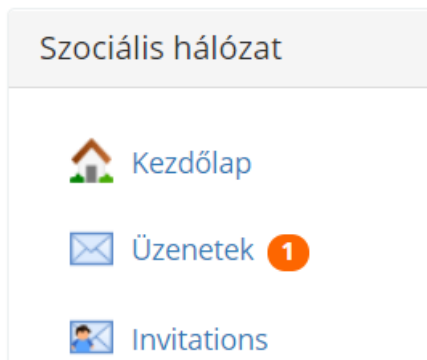 Szociális hálózat
Kezdőlap
Üzenetek 1
Invitations